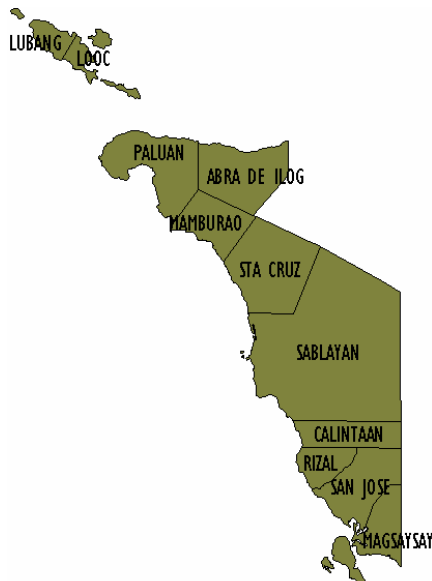 LUBANG
LOOC
PALUAN
ABRA DE ILOG
MAMBURAO
STA CRUZ
SABLAYAN
CALINTAAN
RIZAL
SAN JOSE
MAGSAYSAY